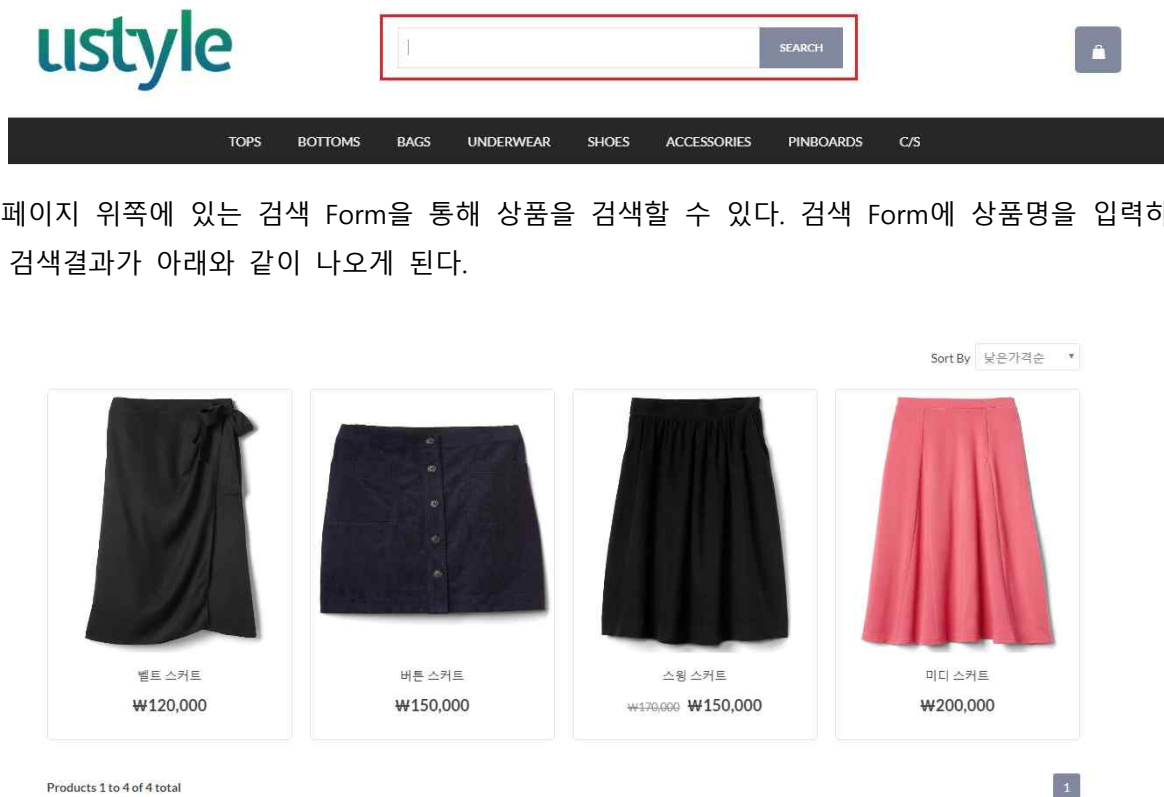 ustyle
SEARCH
TOPS BOTTOMS BAGS UNDERWEAR SHOES ACCESSORIES PINBOARDS C/S
페이지 위쪽에 있는 검색 Form을 통해 상품을 검색할 수 있다. 검색 Form에 상품명을 입력하
검색결과가 아래와 같이 나오게 된다.
Sort By 낮은가격순
벨트 스커트 버튼 스커트 스윙 스커트 미디 스커트
₩120,000 ₩150,000 ₩170,000 ₩150,000 ₩200,000
Products 1 to 4 of 4 total 1